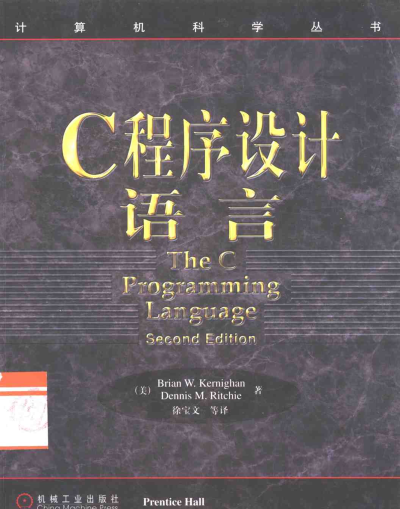 计算机科学丛书
C程序设计
语言
The C
Programming
Language
Second Edition
(美) Brian W. Kernighan
Dennis M. Ritchie 著
徐宝文 等译
机械工业出版社
China Machine Press
Prentice Hall